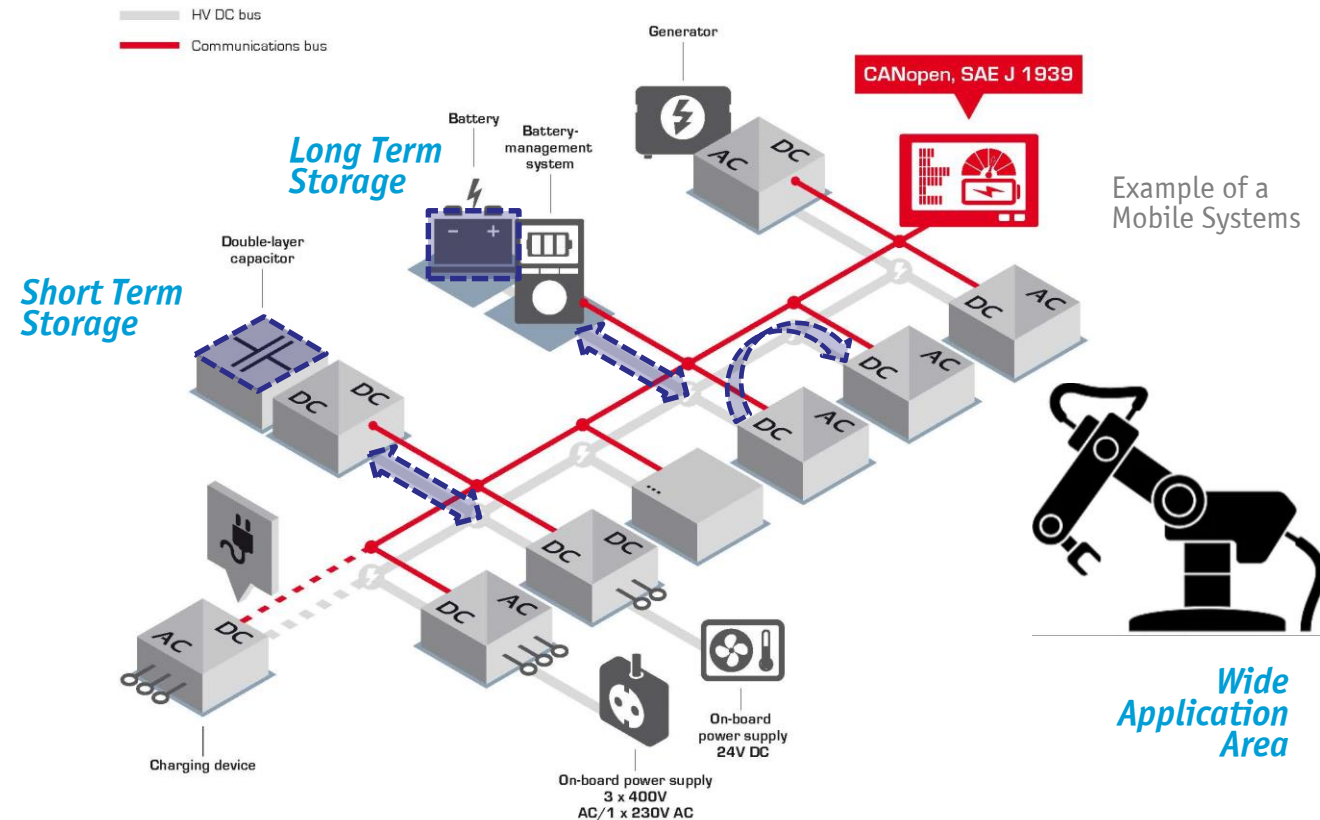 HV DC bus
Communications bus
Generator
CANopen, SAE J 1939
Battery
Battery-
management
system
Long Term
Storage
AC
DC
Example of a
Mobile Systems
Double-layer
capacitor
Short Term
Storage
- +
DC
AC
DC
AC
DC
DC
DC
AC
...
DC
DC
DC
AC
AC
DC
Charging device
On-board
power supply
24V DC
On-board power supply
3 x 400V
AC/1 x 230V AC
Wide
Application
Area